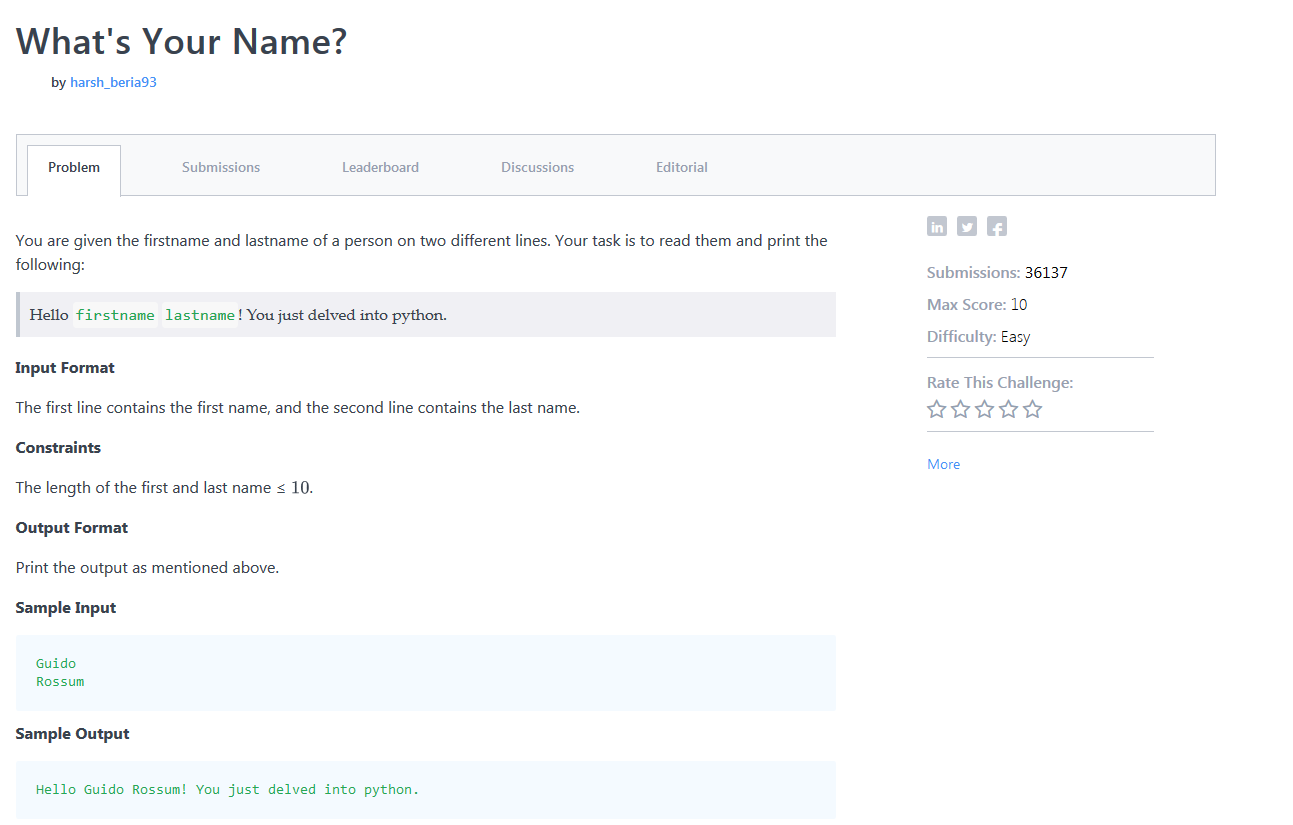 What's Your Name?
by harsh_beria93
Problem Submissions Leaderboard Discussions Editorial
You are given the firstname and lastname of a person on two different lines. Your task is to read them and print the
following:
Hello firstname lastname! You just delved into python.
Input Format
The first line contains the first name, and the second line contains the last name.
Constraints
The length of the first and last name ≤ 10.
Output Format
Print the output as mentioned above.
Sample Input
Guido
Rossum
Sample Output
Hello Guido Rossum! You just delved into python.
in f
Submissions: 36137
Max Score: 10
Difficulty: Easy
Rate This Challenge:
More